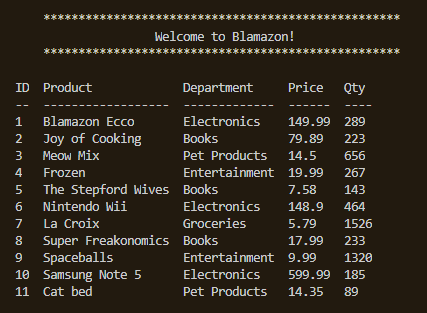 ***************************************************
Welcome to Blamazon!
***************************************************
ID  Product             Department     Price   Qty
--  ------------------  -------------  ------  ----
1   Blamazon Ecco       Electronics    149.99  289
2   Joy of Cooking      Books          79.89   223
3   Meow Mix            Pet Products   14.5    656
4   Frozen              Entertainment  19.99   267
5   The Stepford Wives  Books          7.58    143
6   Nintendo Wii        Electronics    148.9   464
7   La Croix            Groceries      5.79    1526
8   Super Freakonomics  Books          17.99   233
9   Spaceballs          Entertainment  9.99    1320
10  Samsung Note 5      Electronics    599.99  185
11  Cat bed             Pet Products   14.35   89